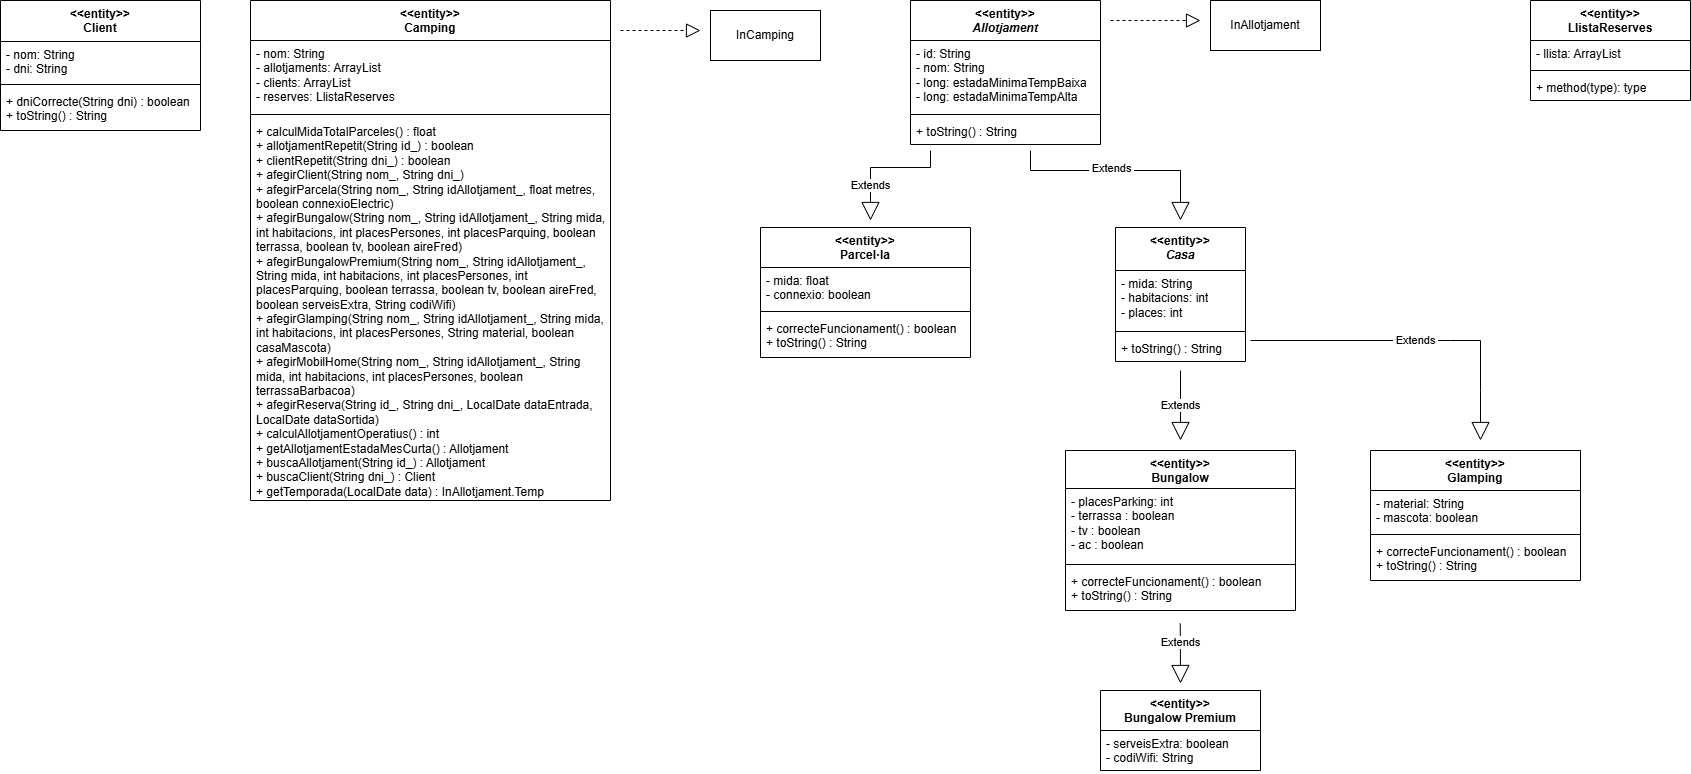 <<entity>>
Client
- nom: String
- dni: String
+ dniCorrecte(String dni) : boolean
+ toString() : String
<<entity>>
Camping
- nom: String
- allotjaments: ArrayList
- clients: ArrayList
- reserves: LlistaReserves
+ calculMidaTotalParceles() : float
+ allotjamentRepetit(String id_) : boolean
+ clientRepetit(String dni_) : boolean
+ afegirClient(String nom_, String dni_)
+ afegirParcela(String nom_, String idAllotjament_, float metres,
boolean connexioElectric)
+ afegirBungalow(String nom_, String idAllotjament_, String mida,
int habitacions, int placesPersones, int placesParquing, boolean
terrassa, boolean tv, boolean aireFred)
+ afegirBungalowPremium(String nom_, String idAllotjament_,
String mida, int habitacions, int placesPersones, int
placesParquing, boolean terrassa, boolean tv, boolean aireFred,
boolean serveisExtra, String codiWifi)
+ afegirGlamping(String nom_, String idAllotjament_, String mida,
int habitacions, int placesPersones, String material, boolean
casaMascota)
+ afegirMobilHome(String nom_, String idAllotjament_, String
mida, int habitacions, int placesPersones, boolean
terrassaBarbacoa)
+ afegirReserva(String id_, String dni_, LocalDate dataEntrada,
LocalDate dataSortida)
+ calculAllotjamentOperatius() : int
+ getAllotjamentEstadaMesCurta() : Allotjament
+ buscaAllotjament(String id_) : Allotjament
+ buscaClient(String dni_) : Client
+ getTemporada(LocalDate data) : InAllotjament.Temp
InCamping
<<entity>>
Allotjament
- id: String
- nom: String
- long: estadaMinimaTempBaixa
- long: estadaMinimaTempAlta
+ toString() : String
InAllotjament
<<entity>>
LlistaReserves
- llista: ArrayList
+ method(type): type
Extends
Extends
<<entity>>
Parcel·la
- mida: float
- connexio: boolean
+ correcteFuncionament() : boolean
+ toString() : String
<<entity>>
Casa
- mida: String
- habitacions: int
- places: int
+ toString() : String
Extends
Extends
<<entity>>
Bungalow
- placesParking: int
- terrassa : boolean
- tv : boolean
- ac : boolean
+ correcteFuncionament() : boolean
+ toString() : String
<<entity>>
Glamping
- material: String
- mascota: boolean
+ correcteFuncionament() : boolean
+ toString() : String
Extends
<<entity>>
Bungalow Premium
- serveisExtra: boolean
- codiWifi: String